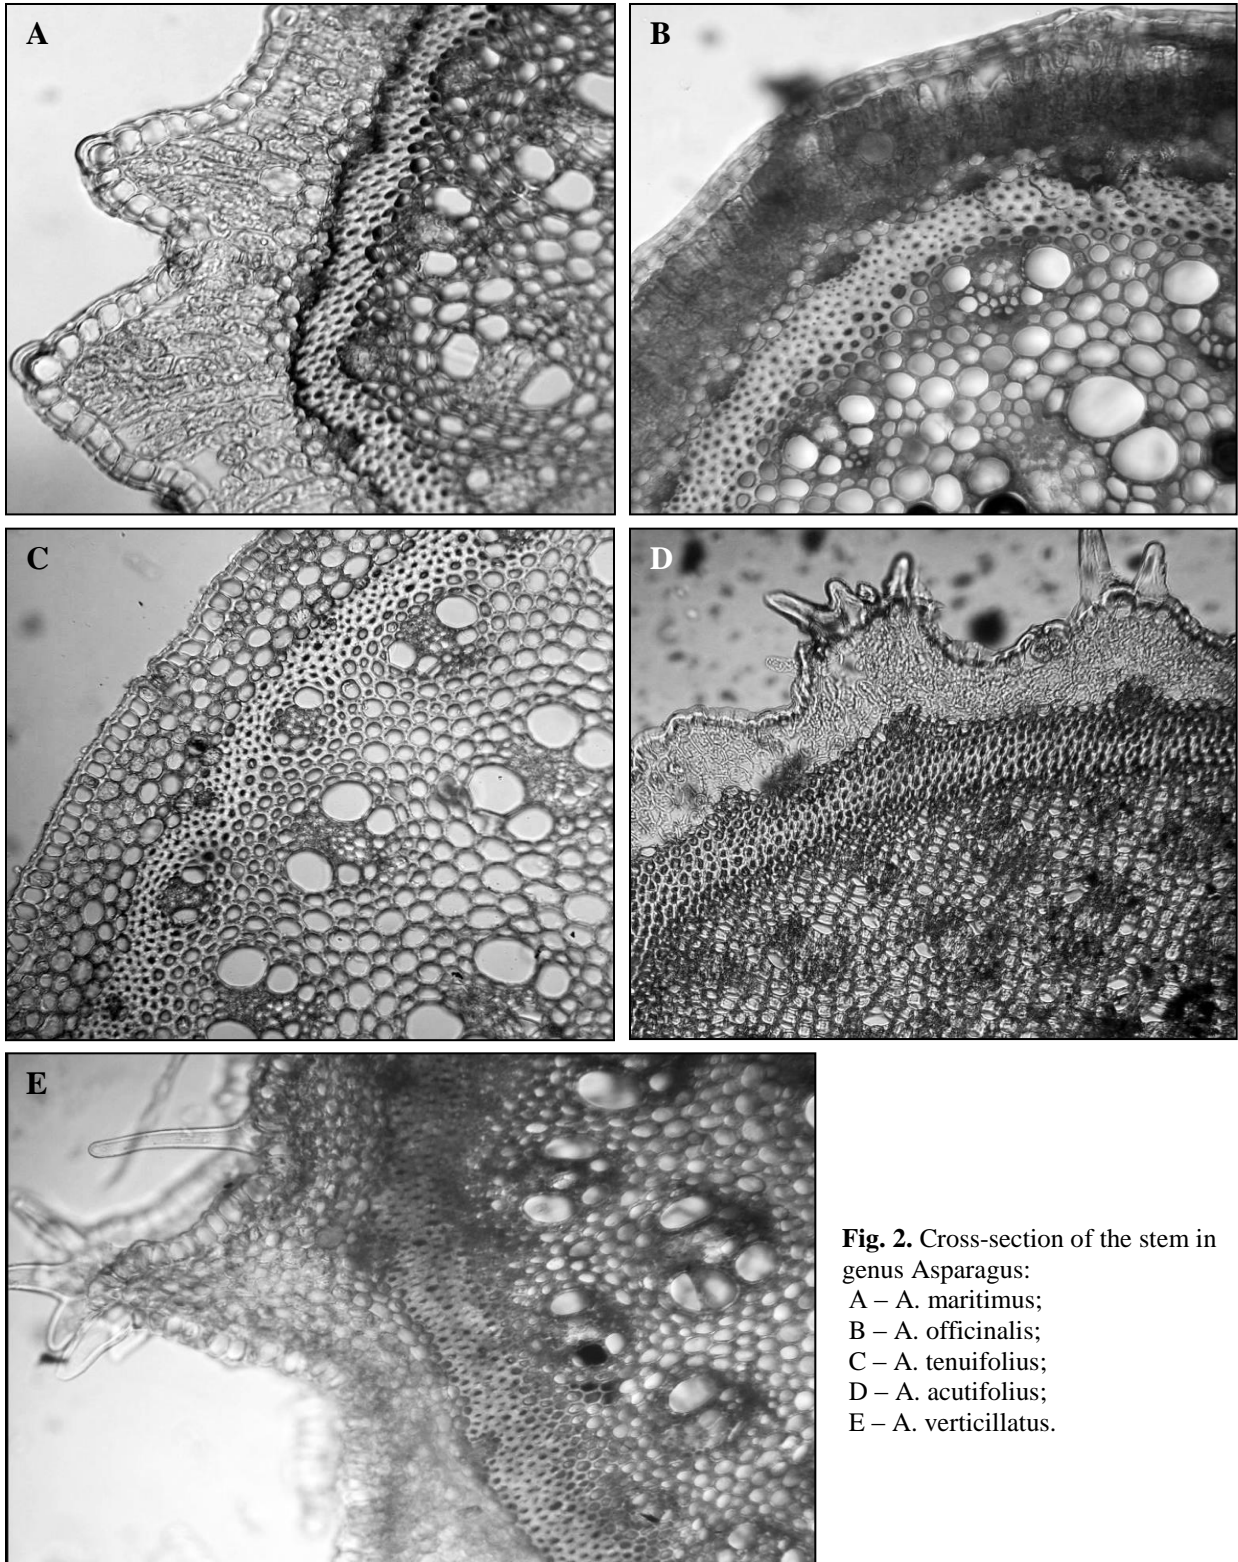 A
B
C
D
E
Fig. 2. Cross-section of the stem in
genus Asparagus:
A – A. maritimus;
B – A. officinalis;
C – A. tenuifolius;
D – A. acutifolius;
E – A. verticillatus.